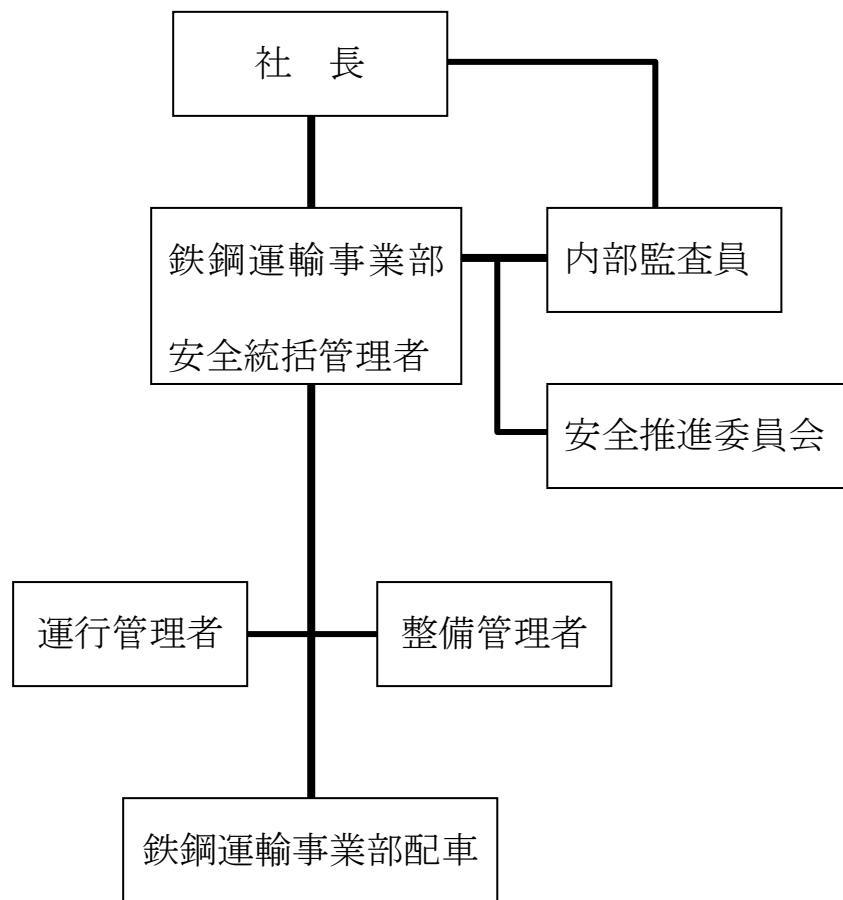 社　長
鉄鋼運輸事業部
安全統括管理者
内部監査員
安全推進委員会
運行管理者
整備管理者
鉄鋼運輸事業部配車